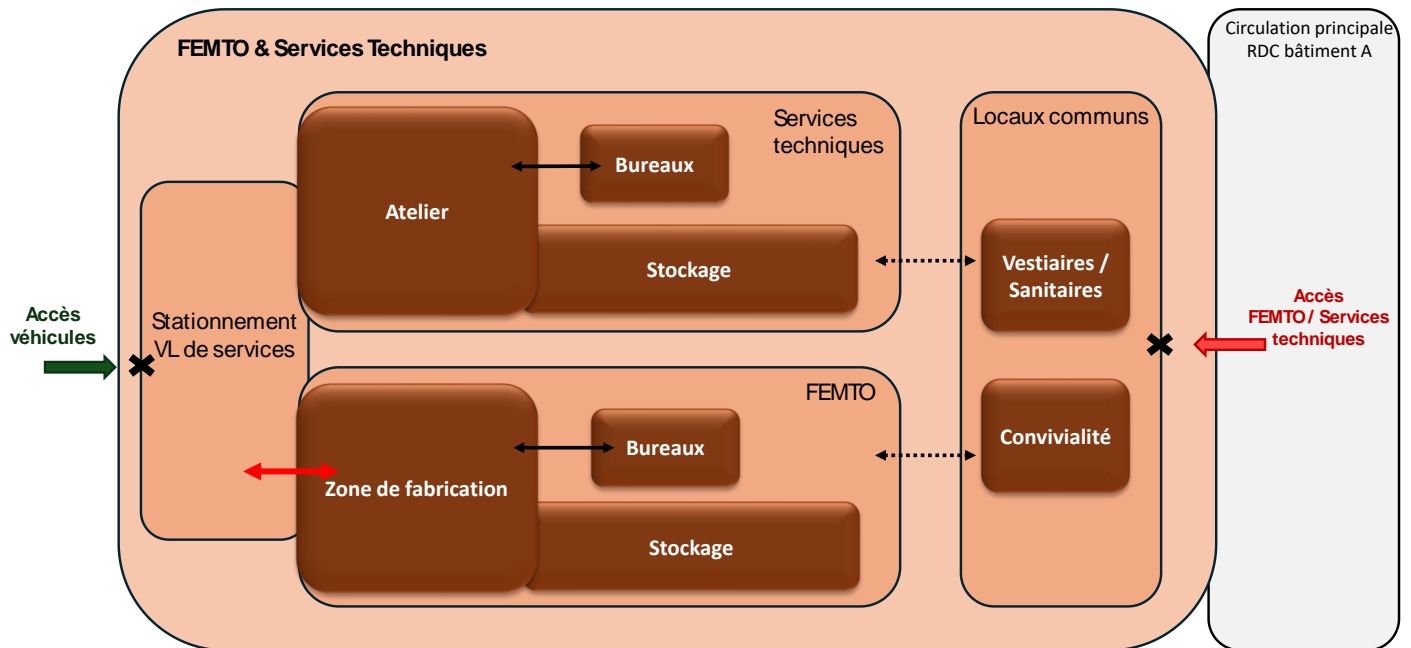 FEMTO & Services Techniques
Circulation principale
RDC bâtiment A
Services
techniques
Locaux communs
Bureaux
Atelier
Stockage
Vestiaires /
Sanitaires
Accès
véhicules
Stationnement
VL de services
Accès
FEMTO / Services
techniques
FEMTO
Bureaux
Convivialité
Zone de fabrication
Stockage